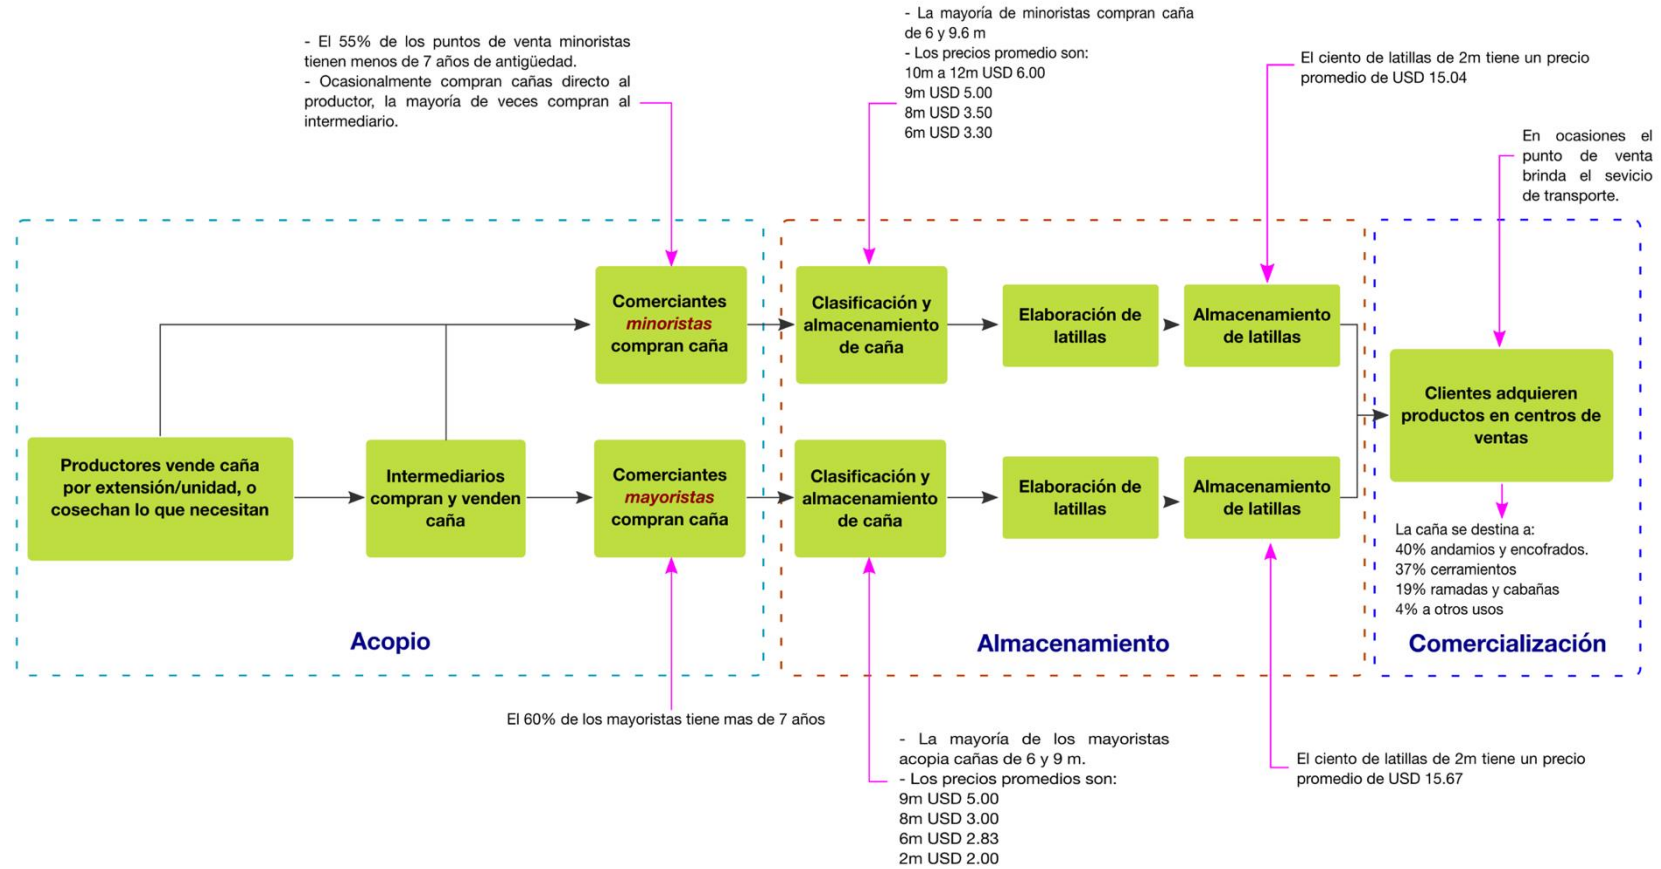 - El 55% de los puntos de venta minoristas
tienen menos de 7 años de antigüedad.
- Ocasionalmente compran cañas directo al
productor, la mayoría de veces compran al
intermediario.
- La mayoría de minoristas compran caña
de 6 y 9.6 m
- Los precios promedio son:
10m a 12m USD 6.00
9m USD 5.00
8m USD 3.50
6m USD 3.30
El ciento de latillas de 2m tiene un precio
promedio de USD 15.04
En ocasiones el
punto de venta
brinda el sevicio
de transporte.
Comerciantes
minoristas
compran caña
Clasificación y
almacenamiento
de caña
Elaboración de
latillas
Almacenamiento
de latillas
Clientes adquieren
productos en centros de
ventas
Productores vende caña
por extensión/unidad, o
cosechan lo que necesitan
Intermediarios
compran y venden
caña
Comerciantes
mayoristas
compran caña
Clasificación y
almacenamiento
de caña
Elaboración de
latillas
Almacenamiento
de latillas
La caña se destina a:
40% andamios y encofrados.
37% cerramientos
19% ramadas y cabañas
4% a otros usos
Acopio
Almacenamiento
Comercialización
El 60% de los mayoristas tiene mas de 7 años
- La mayoría de los mayoristas
acopia cañas de 6 y 9 m.
- Los precios promedios son:
9m USD 5.00
8m USD 3.00
6m USD 2.83
2m USD 2.00
El ciento de latillas de 2m tiene un precio
promedio de USD 15.67